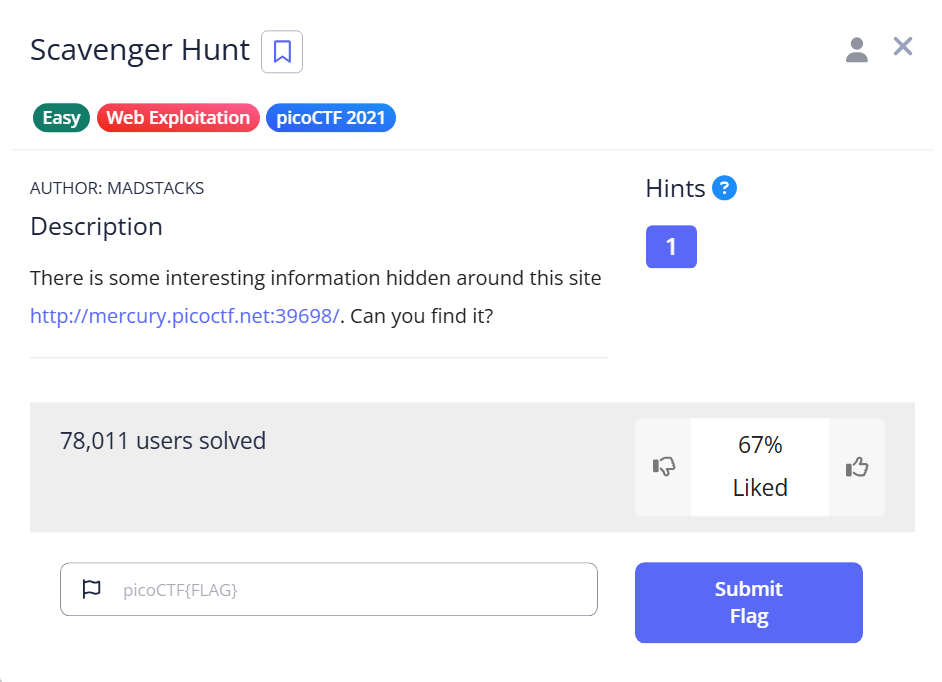 Scavenger Hunt
Easy Web Exploitation picoCTF 2021
AUTHOR: MADSTACKS
Description
There is some interesting information hidden around this site
http://mercury.picoctf.net:39698/. Can you find it?
Hints ?
1
78,011 users solved
67%
Liked
picoCTF{FLAG}
Submit
Flag